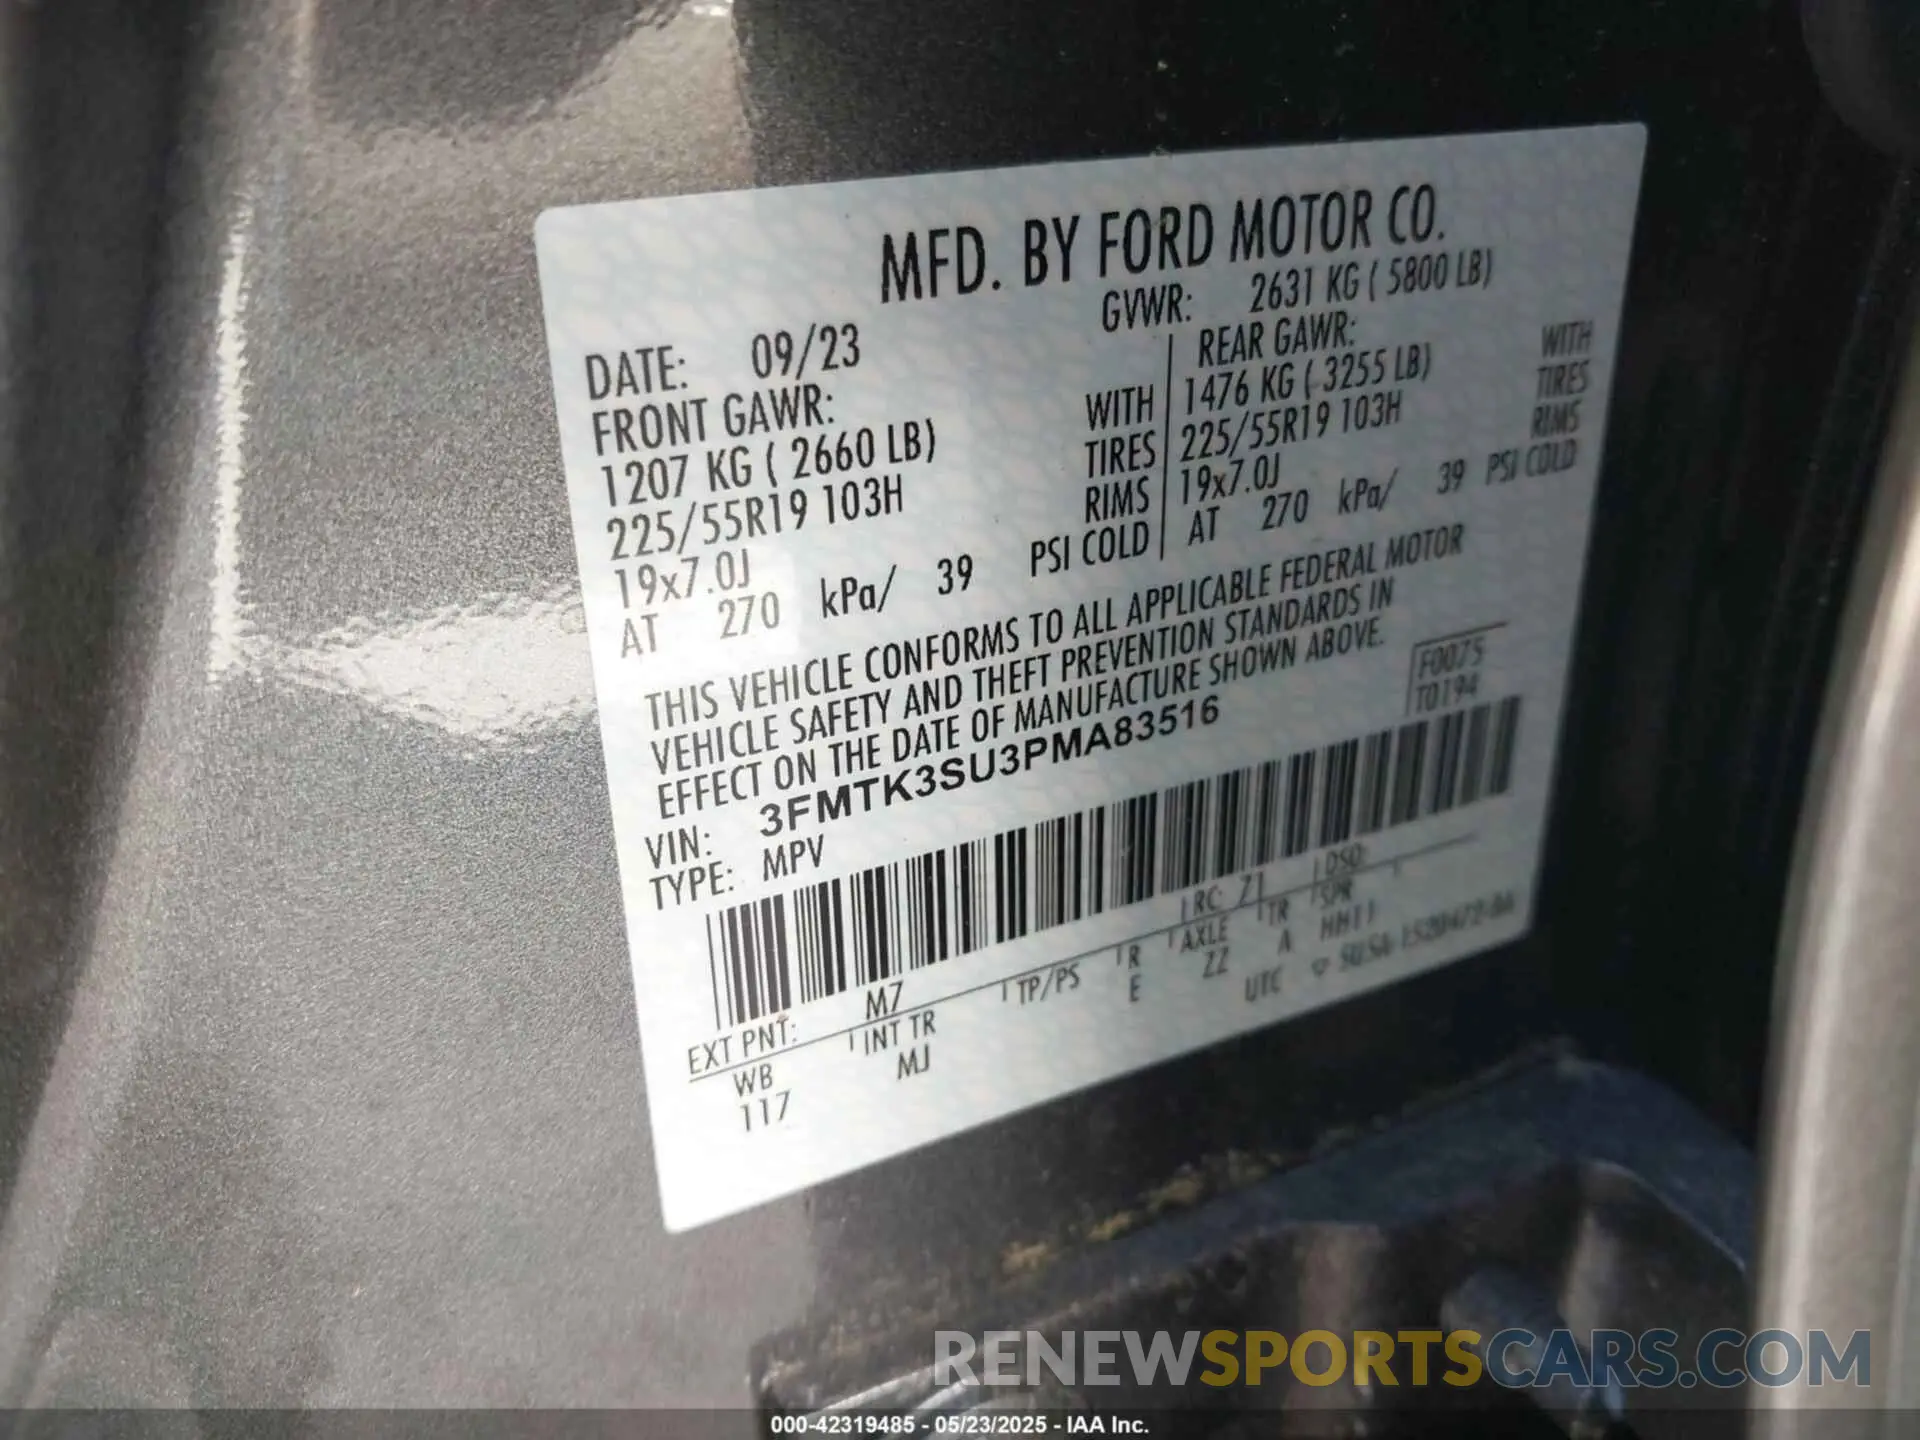 MFD. BY FORD MOTOR CO.
DATE: 09/23 GVWR: 2631 KG ( 5800 LB)
FRONT GAWR: REAR GAWR:
1207 KG ( 2660 LB) WITH 1476 KG ( 3255 LB) WITH
225/55R19 103H TIRES 225/55R19 103H TIRES
19x7.0J RIMS 19x7.0J RIMS
AT 270 kPa/ 39 PSI COLD AT 270 kPa/ 39 PSI COLD
THIS VEHICLE CONFORMS TO ALL APPLICABLE FEDERAL MOTOR
VEHICLE SAFETY AND THEFT PREVENTION STANDARDS IN
EFFECT ON THE DATE OF MANUFACTURE SHOWN ABOVE.
F0075
T0194
VIN: 3FMTK3SU3PMA83516
TYPE: MPV
EXT PNT: M7 RC: Z1 DSO:
WB INT TR TP/PS R AXLE TR SPR
117 MJ E ZZ A HH11
UTC
RENEWSPORTSCARS.COM
000-42319485 - 05/23/2025 - IAA Inc.